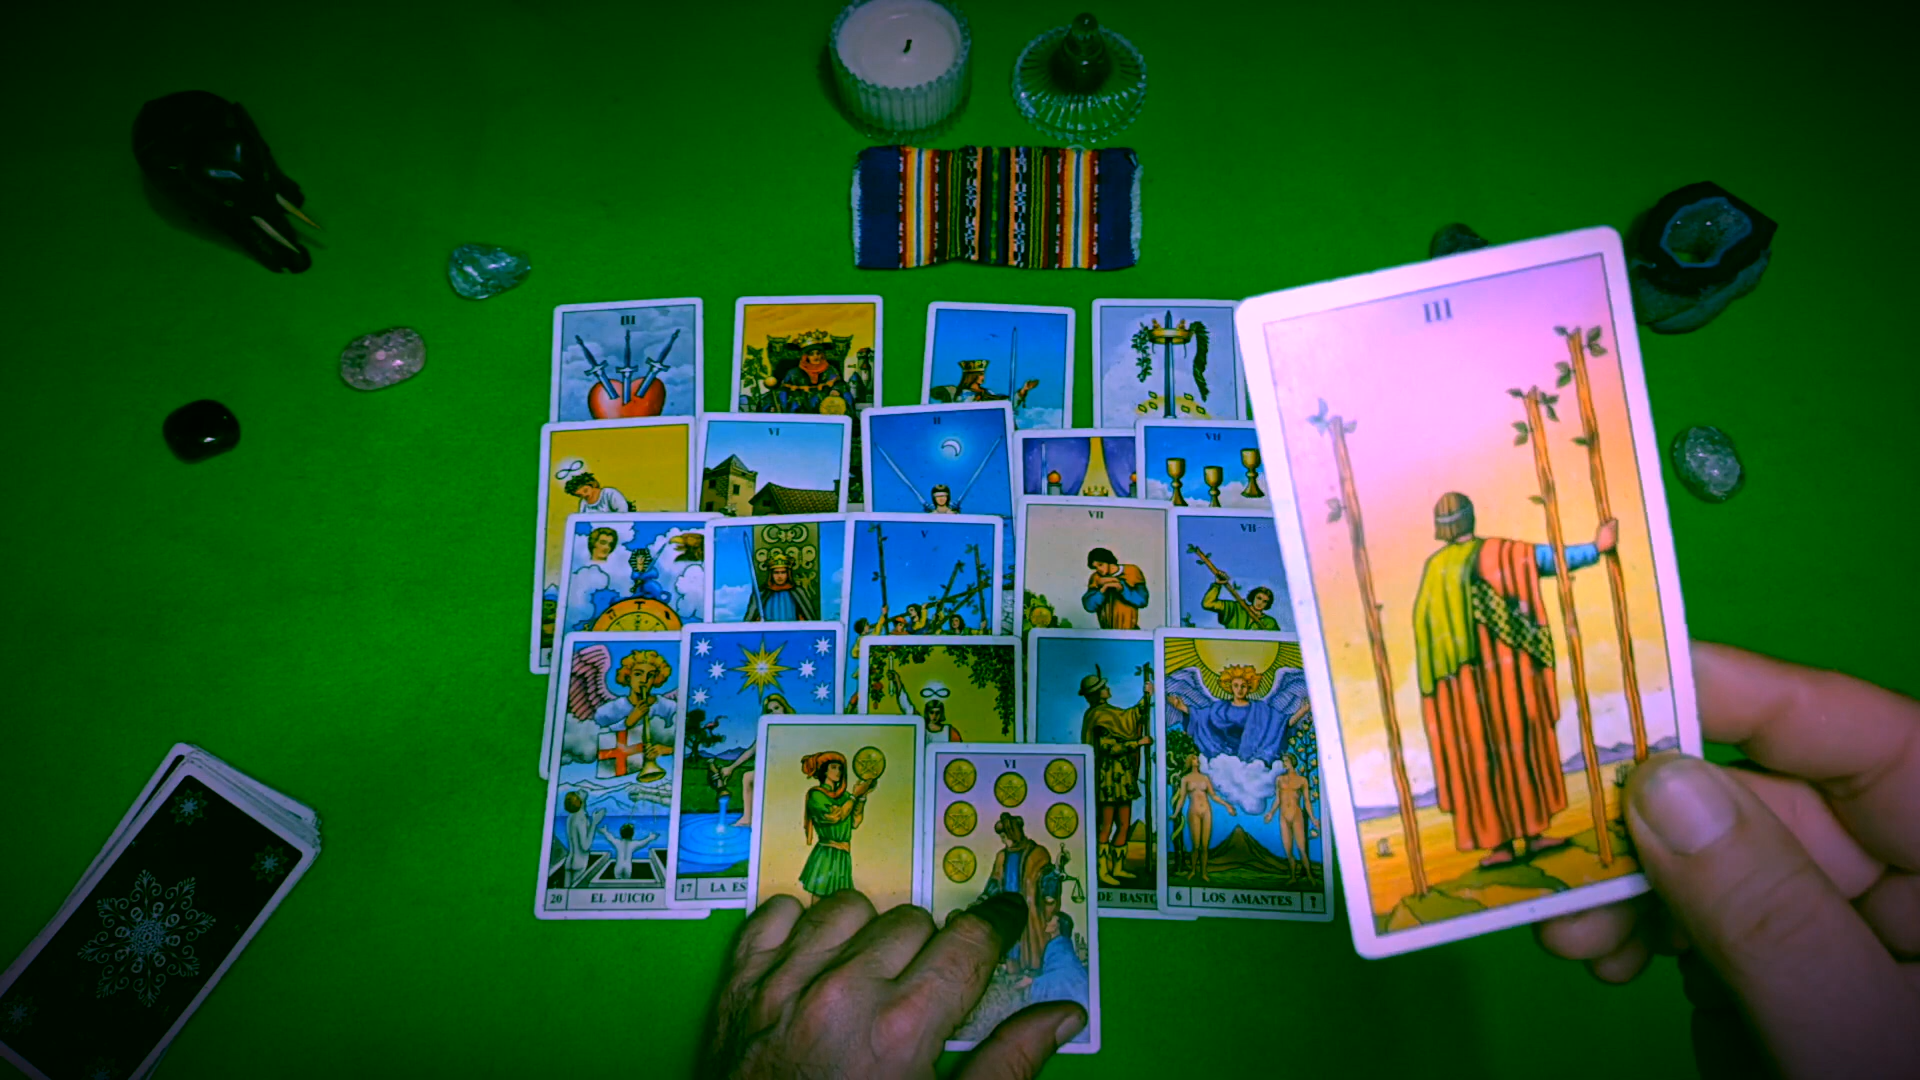 III
III
VI
II
VII
VII
V
VII
T
VI
20 EL JUICIO
17 LA ES
DE BASTO
6 LOS AMANTES